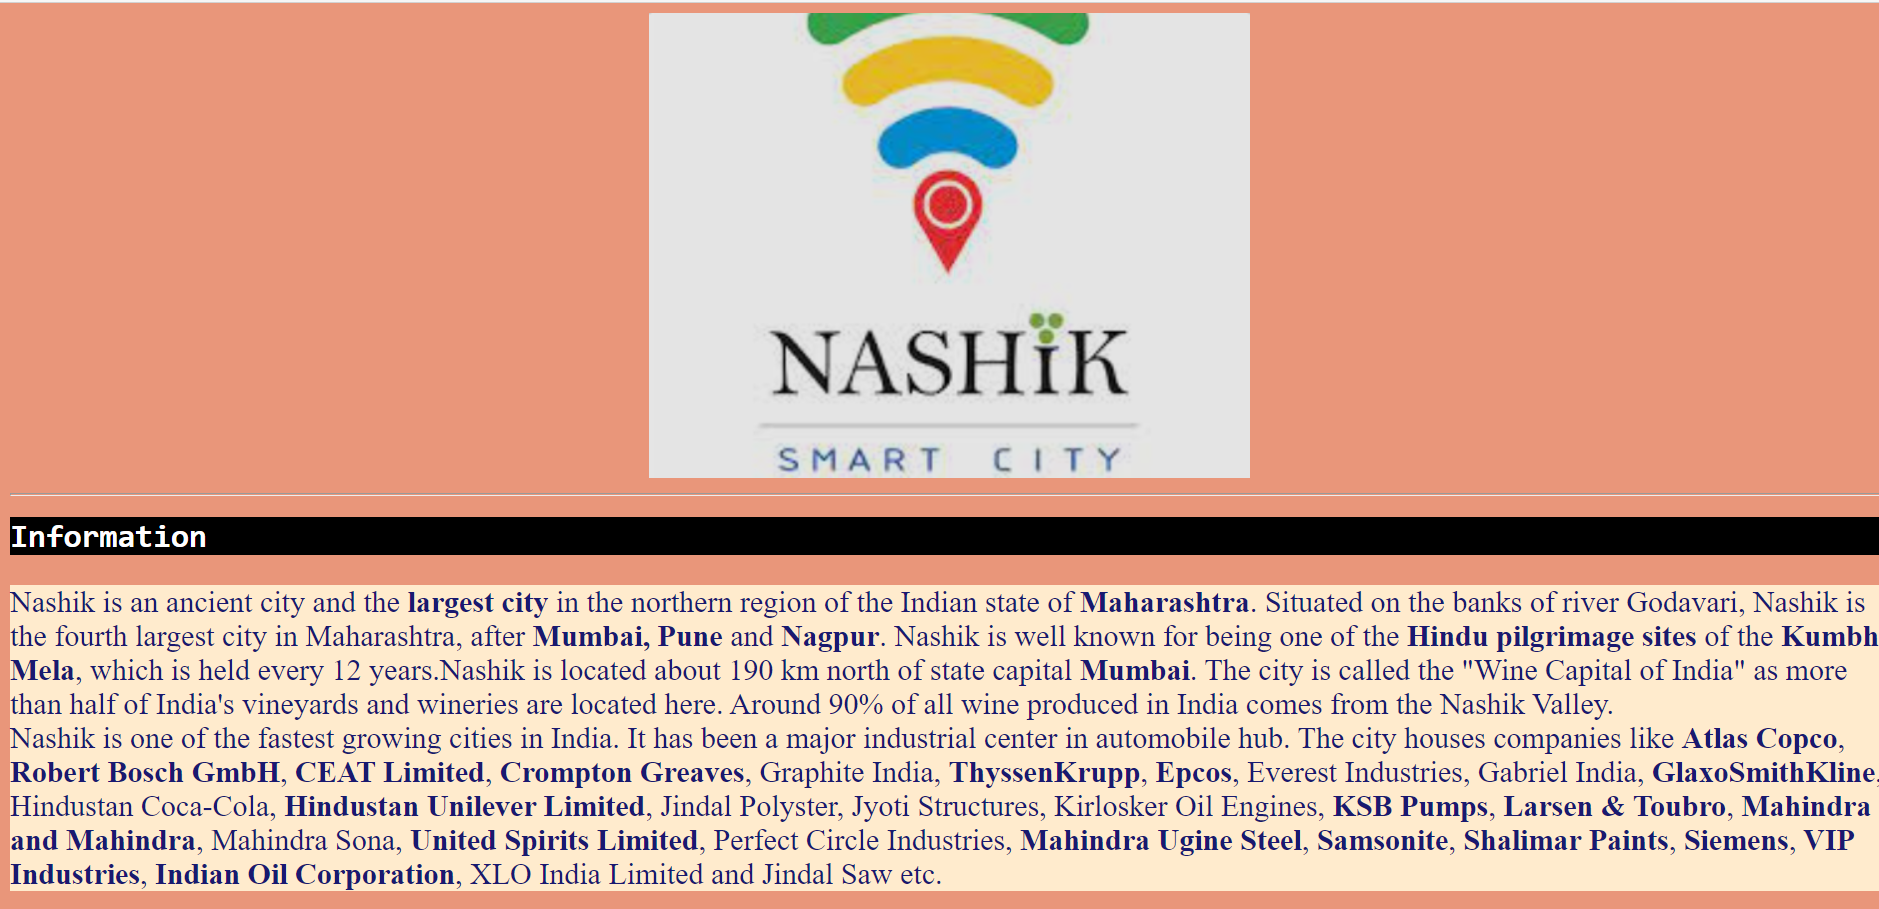 NASHiK
SMART CITY
Information
Nashik is an ancient city and the largest city in the northern region of the Indian state of Maharashtra. Situated on the banks of river Godavari, Nashik is
the fourth largest city in Maharashtra, after Mumbai, Pune and Nagpur. Nashik is well known for being one of the Hindu pilgrimage sites of the Kumbh
Mela, which is held every 12 years.Nashik is located about 190 km north of state capital Mumbai. The city is called the "Wine Capital of India" as more
than half of India's vineyards and wineries are located here. Around 90% of all wine produced in India comes from the Nashik Valley.
Nashik is one of the fastest growing cities in India. It has been a major industrial center in automobile hub. The city houses companies like Atlas Copco,
Robert Bosch GmbH, CEAT Limited, Crompton Greaves, Graphite India, ThyssenKrupp, Epcos, Everest Industries, Gabriel India, GlaxoSmithKline,
Hindustan Coca-Cola, Hindustan Unilever Limited, Jindal Polyster, Jyoti Structures, Kirlosker Oil Engines, KSB Pumps, Larsen & Toubro, Mahindra
and Mahindra, Mahindra Sona, United Spirits Limited, Perfect Circle Industries, Mahindra Ugine Steel, Samsonite, Shalimar Paints, Siemens, VIP
Industries, Indian Oil Corporation, XLO India Limited and Jindal Saw etc.